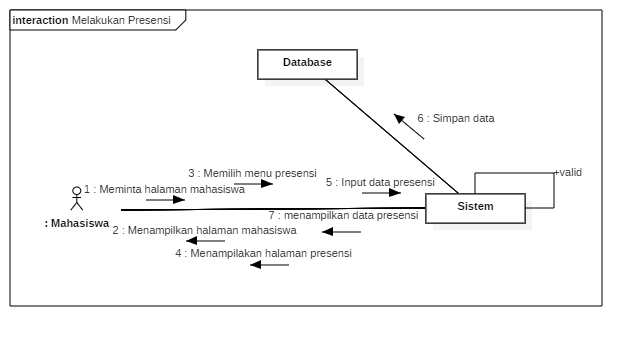 interaction Melakukan Presensi
Database
6 : Simpan data
3 : Memilih menu presensi
+valid
1 : Meminta halaman mahasiswa
5 : Input data presensi
Sistem
7 : menampilkan data presensi
: Mahasiswa
2 : Menampilkan halaman mahasiswa
4 : Menampilakan halaman presensi